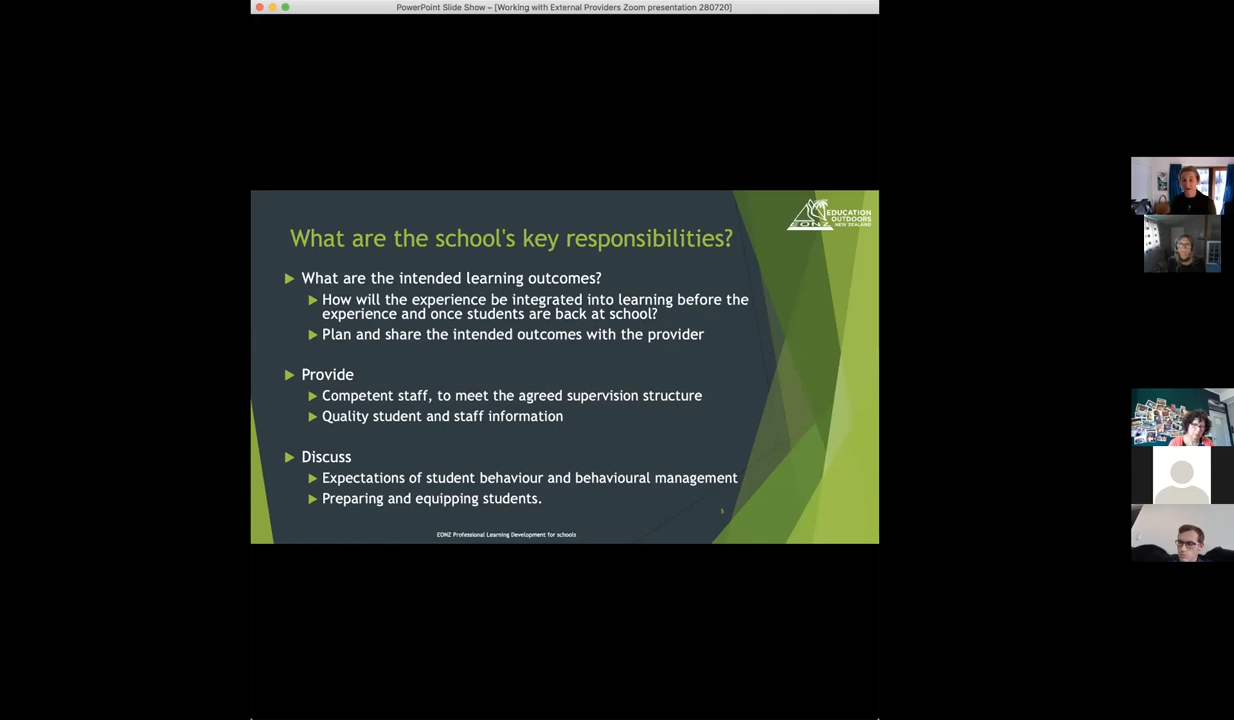 PowerPoint Slide Show – [Working with External Providers Zoom presentation 280720]
EONZ
EDUCATION
OUTDOORS
NEW ZEALAND
What are the school's key responsibilities?
What are the intended learning outcomes?
How will the experience be integrated into learning before the
experience and once students are back at school?
Plan and share the intended outcomes with the provider
Provide
Competent staff, to meet the agreed supervision structure
Quality student and staff information
Discuss
Expectations of student behaviour and behavioural management
Preparing and equipping students.
EONZ Professional Learning Development for schools